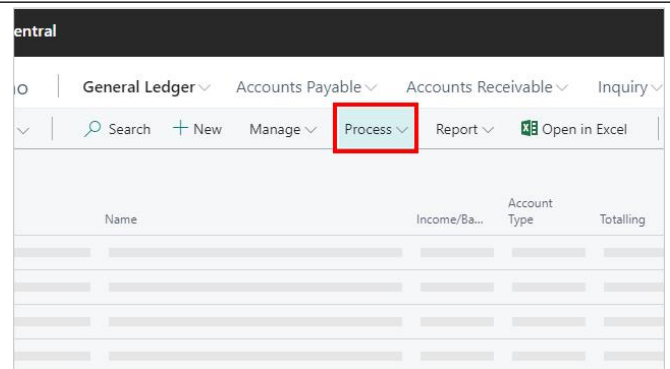 entral
General Ledger Accounts Payable Accounts Receivable Inquiry
Search + New Manage Process Report Open in Excel
Account
Name Income/Ba... Type Totalling